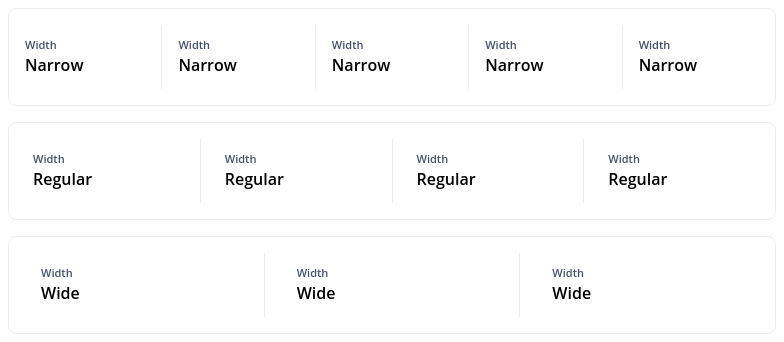 Width Width Width Width Width
Narrow Narrow Narrow Narrow Narrow
Width Width Width Width
Regular Regular Regular Regular
Width Width Width
Wide Wide Wide